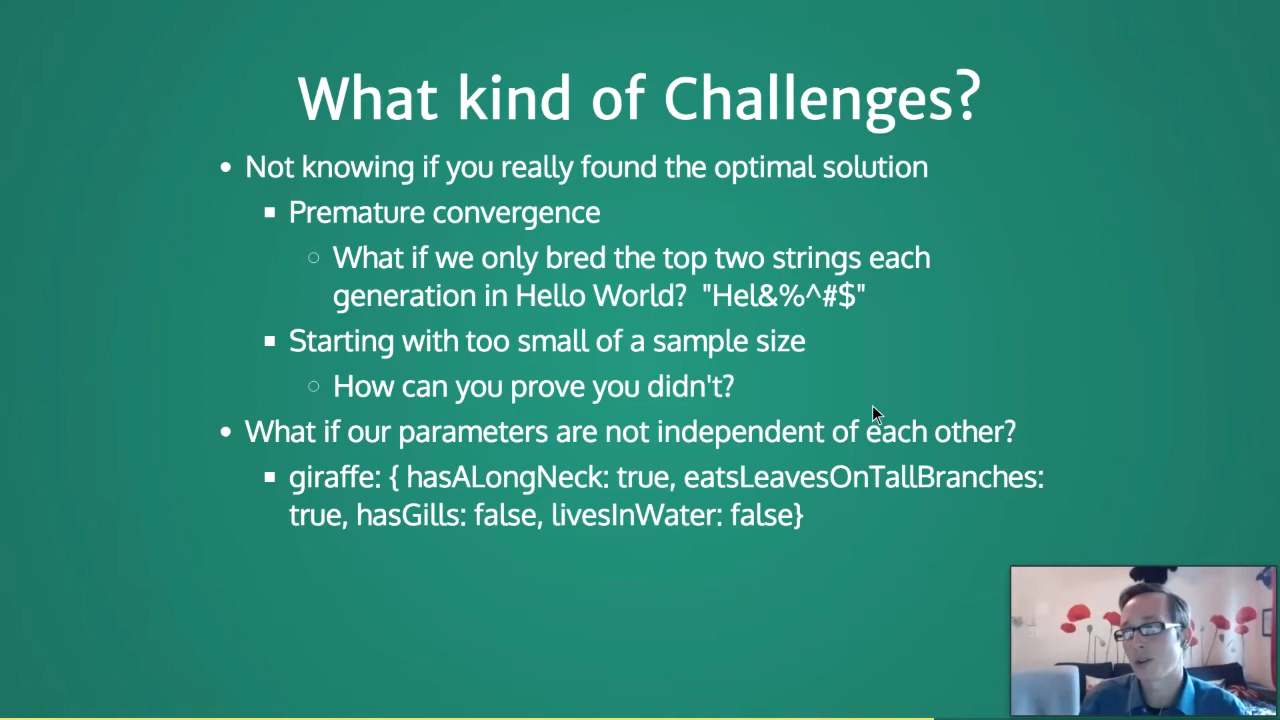 What kind of Challenges?
Not knowing if you really found the optimal solution
Premature convergence
What if we only bred the top two strings each
generation in Hello World?  "Hel&%^#$"
Starting with too small of a sample size
How can you prove you didn't?
What if our parameters are not independent of each other?
giraffe: { hasALongNeck: true, eatsLeavesOnTallBranches:
true, hasGills: false, livesInWater: false}